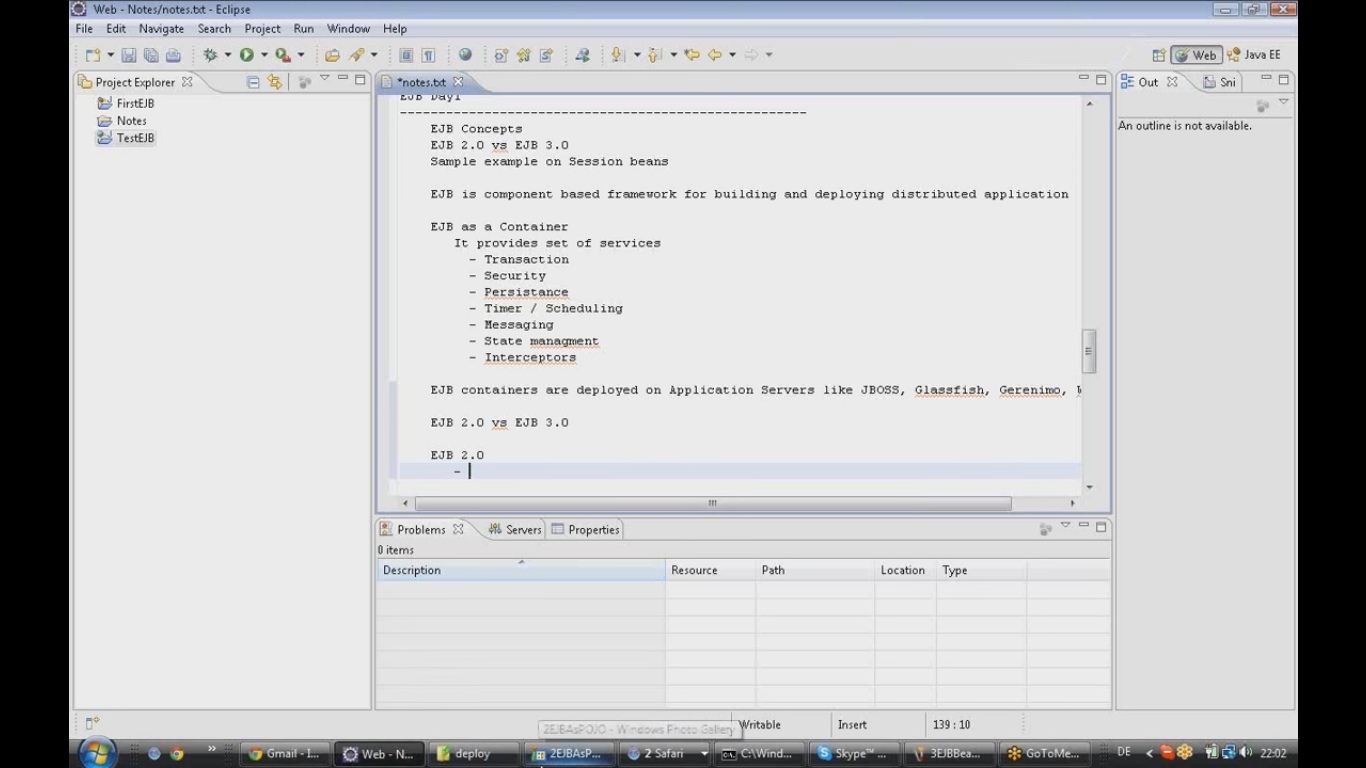 Web - Notes/notes.txt - Eclipse
File Edit Navigate Search Project Run Window Help
Web Java EE
Project Explorer
*notes.txt
Out Sni
FirstEJB
Notes
TestEJB
An outline is not available.
EJB Day1
-----------------------------------------------------
EJB Concepts
EJB 2.0 vs EJB 3.0
Sample example on Session beans
EJB is component based framework for building and deploying distributed application
EJB as a Container
It provides set of services
- Transaction
- Security
- Persistance
- Timer / Scheduling
- Messaging
- State managment
- Interceptors
EJB containers are deployed on Application Servers like JBOSS, Glassfish, Gerenimo,
EJB 2.0 vs EJB 3.0
EJB 2.0
-
Problems Servers Properties
0 items
Description Resource Path Location Type
2EJBAsPOJO - Windows Photo Gallery
Writable Insert 139 : 10
Gmail - I... Web - N... deploy 2EJBAsP... 2 Safari C:\Wind... Skype™ ... 3EJBBea... GoToMe... DE 22:02